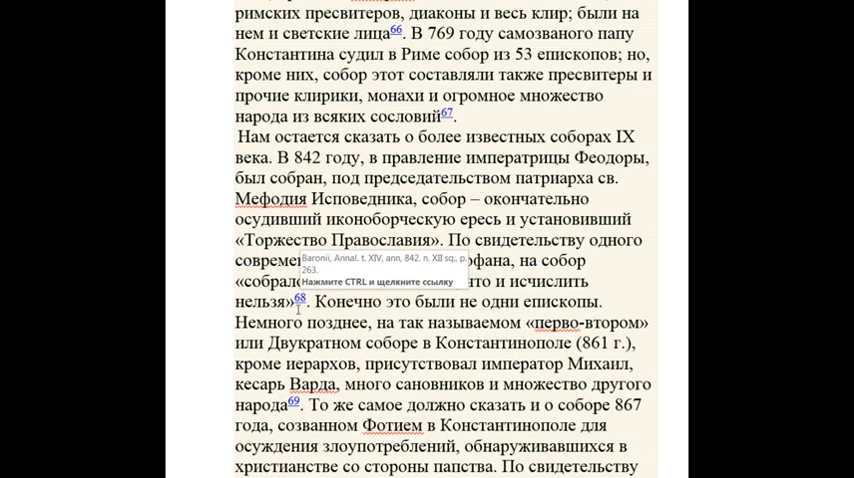 римских пресвитеров, диаконы и весь клир; были на
нем и светские лица66. В 769 году самозваного папу
Константина судил в Риме собор из 53 епископов; но,
кроме них, собор этот составляли также пресвитеры и
прочие клирики, монахи и огромное множество
народа из всяких сословий67.
Нам остается сказать о более известных соборах IX
века. В 842 году, в правление императрицы Феодоры,
был собран, под председательством патриарха св.
Мефодия Исповедника, собор – окончательно
осудивший иконоборческую ересь и установивший
«Торжество Православия». По свидетельству одного
совреме
Baronii, Annal. t. XIV, ann, 842. n. XII sq., p.
263.
Нажмите CTRL и щелкните ссылку
офана, на собор
«собрал
что и исчислить
нельзя»68. Конечно это были не одни епископы.
Немного позднее, на так называемом «перво-втором»
или Двукратном соборе в Константинополе (861 г.),
кроме иерархов, присутствовал император Михаил,
кесарь Варда, много сановников и множество другого
народа69. То же самое должно сказать и о соборе 867
года, созванном Фотием в Константинополе для
осуждения злоупотреблений, обнаруживавшихся в
христианстве со стороны папства. По свидетельству